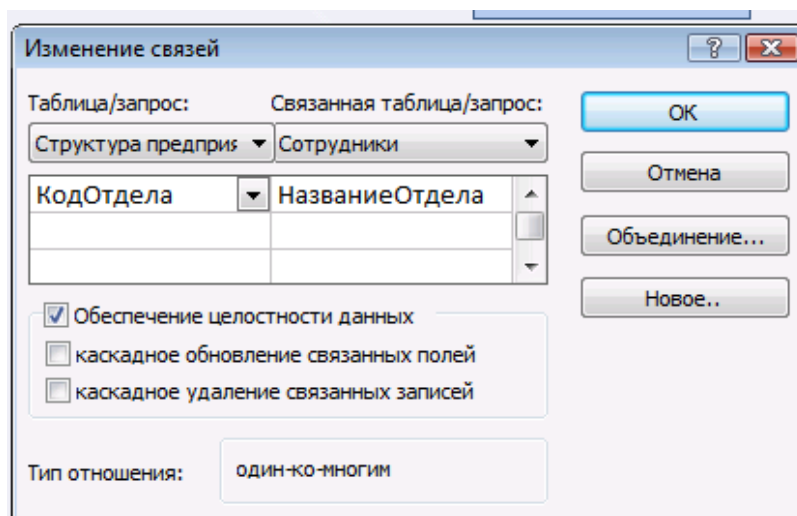 Изменение связей
Таблица/запрос: Связанная таблица/запрос:
Структура предприя Сотрудники
КодОтдела НазваниеОтдела
Обеспечение целостности данных
каскадное обновление связанных полей
каскадное удаление связанных записей
Тип отношения: один-ко-многим
ОК
Отмена
Объединение...
Новое..